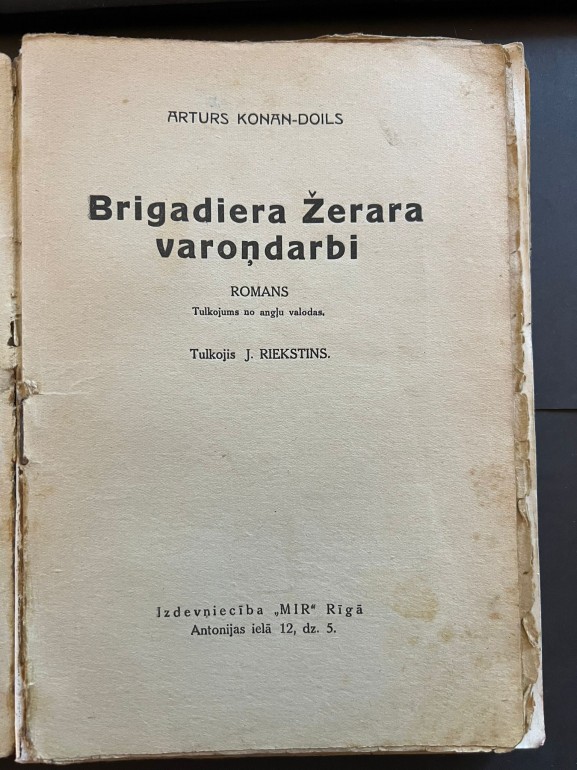 ARTURS KONAN-DOILS
Brigadiera Žerara
varoņdarbi
ROMANS
Tulkojums no angļu valodas.
Tulkojis J. RIEKSTINS.
Izdevņiecība „MIR“ Rīgā
Antonijas ielā 12, dz. 5.